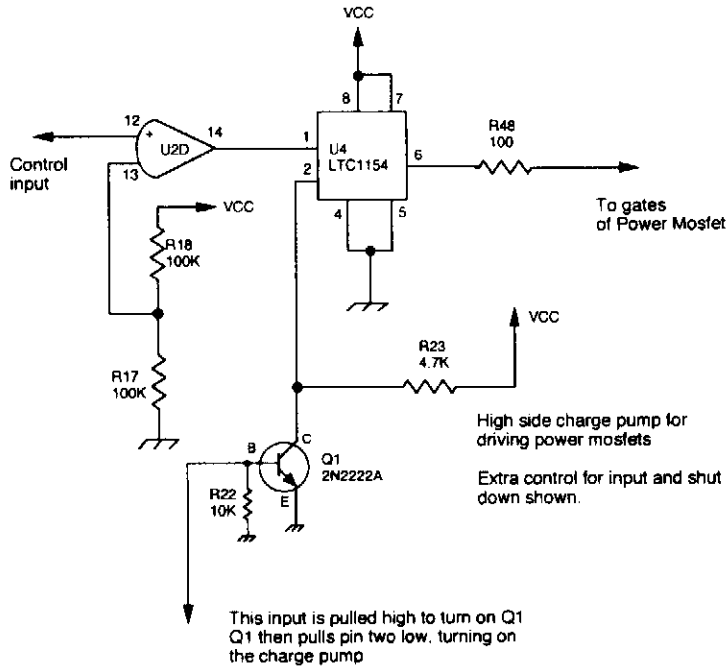 VCC
8
7
12
+
14
U2D
1
U4
LTC1154
R48
100
6
Control
input
13
2
4
5
To gates
of Power Mosfet
VCC
R18
100K
VCC
R23
4.7K
R17
100K
High side charge pump for
driving power mosfets
Extra control for input and shut
down shown.
B
C
Q1
2N2222A
R22
10K
E
This input is pulled high to turn on Q1
Q1 then pulls pin two low, turning on
the charge pump